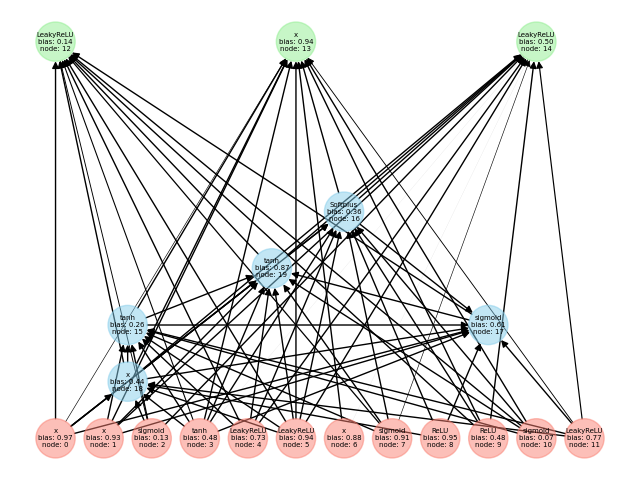 LeakyReLU
bias: 0.14
node: 12
x
bias: 0.94
node: 13
LeakyReLU
bias: 0.50
node: 14
Softplus
bias: 0.36
node: 16
tanh
bias: 0.87
node: 19
tanh
bias: 0.26
node: 15
sigmoid
bias: 0.61
node: 17
x
bias: 0.44
node: 18
x
bias: 0.97
node: 0
x
bias: 0.93
node: 1
sigmoid
bias: 0.13
node: 2
tanh
bias: 0.48
node: 3
LeakyReLU
bias: 0.73
node: 4
LeakyReLU
bias: 0.94
node: 5
x
bias: 0.88
node: 6
sigmoid
bias: 0.91
node: 7
ReLU
bias: 0.95
node: 8
ReLU
bias: 0.48
node: 9
sigmoid
bias: 0.07
node: 10
LeakyReLU
bias: 0.77
node: 11